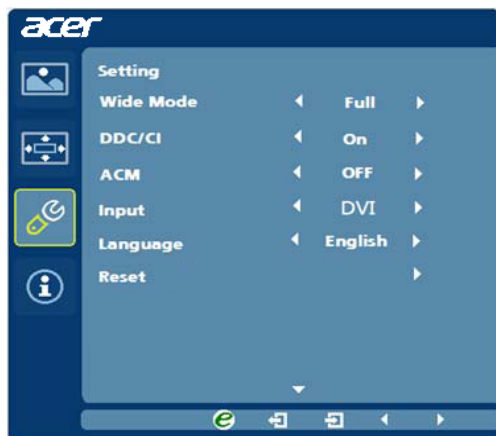 acer
Setting
Wide Mode Full
DDC/CI On
ACM OFF
Input DVI
Language English
Reset
e